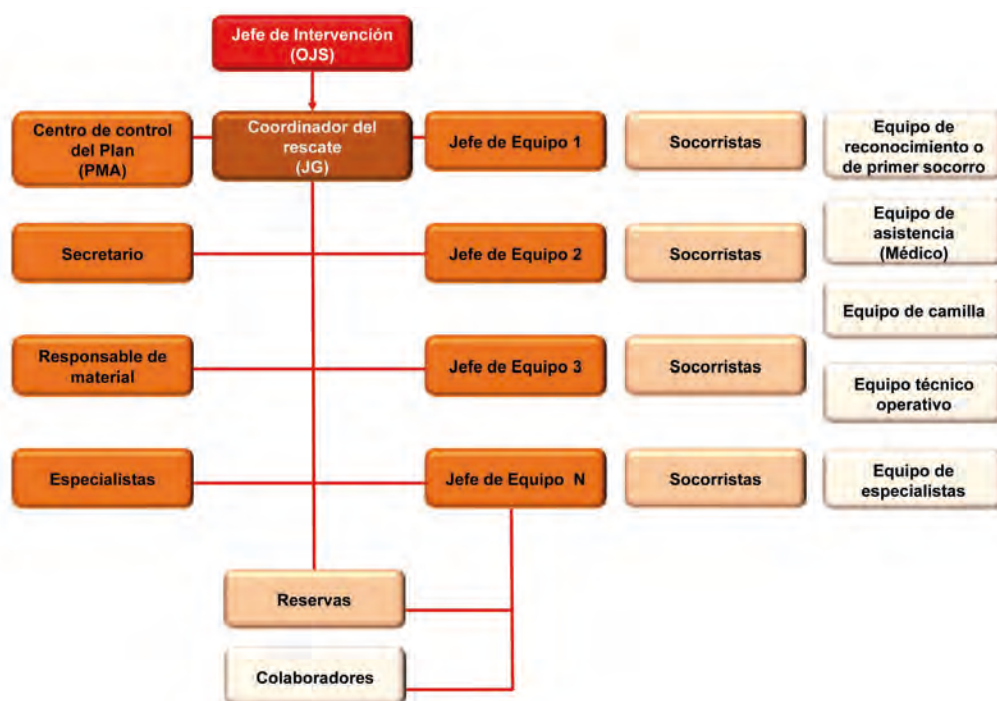 Jefe de Intervención
(OJS)
Centro de control
del Plan
(PMA)
Coordinador del
rescate
(JG)
Jefe de Equipo 1
Socorristas
Equipo de
reconocimiento o
de primer socorro
Secretario
Jefe de Equipo 2
Socorristas
Equipo de
asistencia
(Médico)
Equipo de camilla
Responsable de
material
Jefe de Equipo 3
Socorristas
Equipo técnico
operativo
Especialistas
Jefe de Equipo N
Socorristas
Equipo de
especialistas
Reservas
Colaboradores